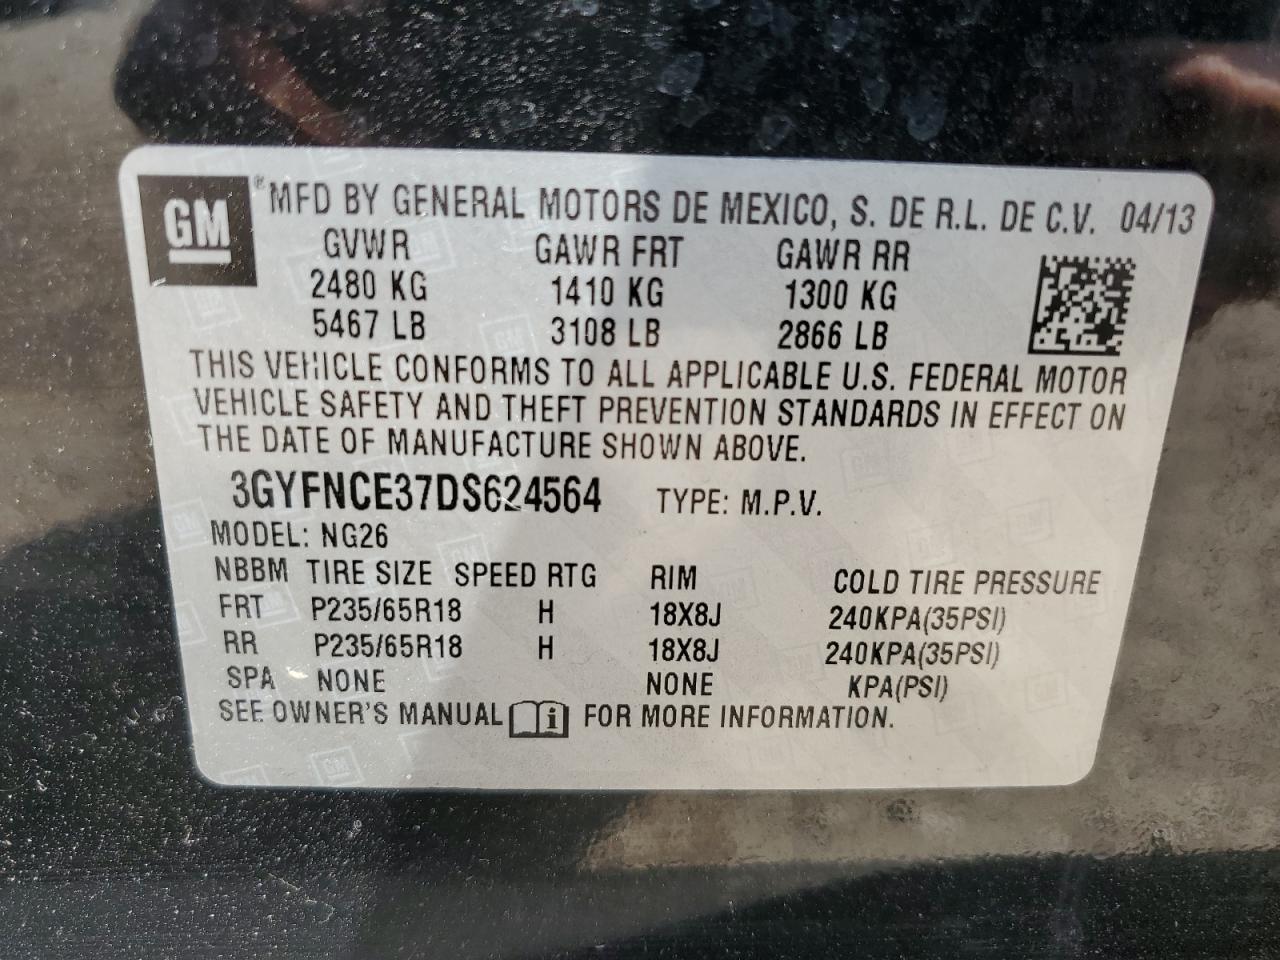 GM ® MFD BY GENERAL MOTORS DE MEXICO, S. DE R.L. DE C.V. 04/13
GVWR GAWR FRT GAWR RR
2480 KG 1410 KG 1300 KG
5467 LB 3108 LB 2866 LB
THIS VEHICLE CONFORMS TO ALL APPLICABLE U.S. FEDERAL MOTOR
VEHICLE SAFETY AND THEFT PREVENTION STANDARDS IN EFFECT ON
THE DATE OF MANUFACTURE SHOWN ABOVE.
3GYFNCE37DS624564 TYPE: M.P.V.
MODEL: NG26
NBBM TIRE SIZE SPEED RTG RIM COLD TIRE PRESSURE
FRT P235/65R18 H 18X8J 240KPA(35PSI)
RR P235/65R18 H 18X8J 240KPA(35PSI)
SPA NONE NONE KPA(PSI)
SEE OWNER'S MANUAL i FOR MORE INFORMATION.